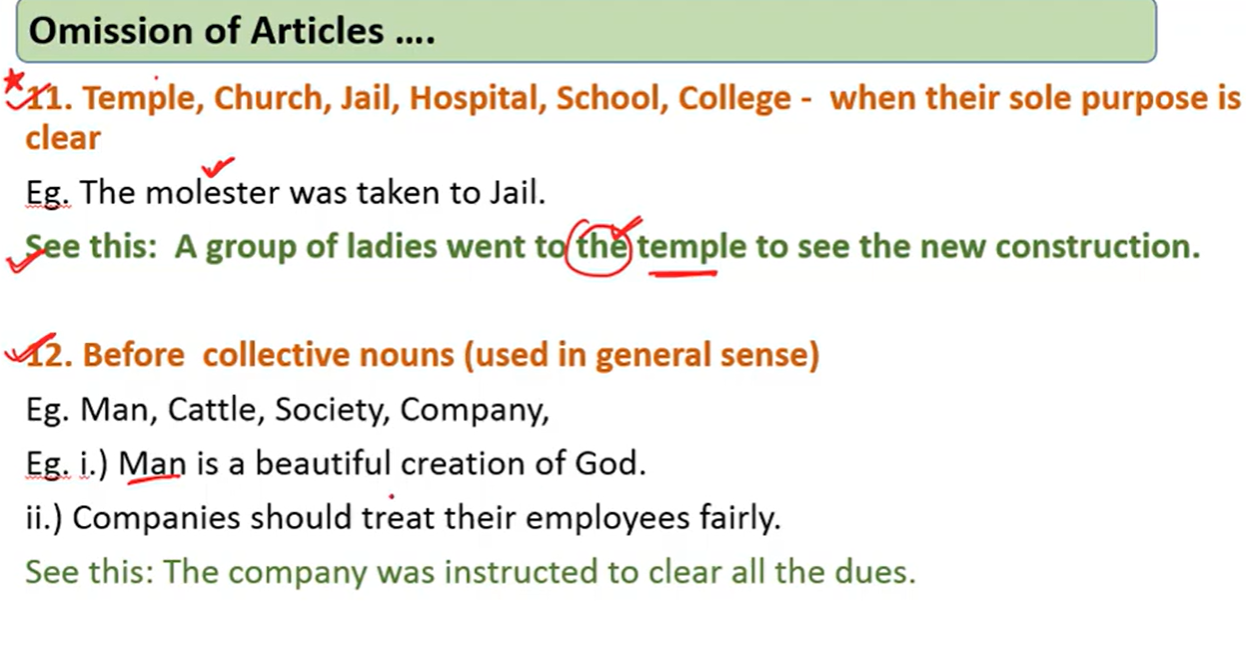 Omission of Articles ....
11. Temple, Church, Jail, Hospital, School, College - when their sole purpose is
clear
Eg. The molester was taken to Jail.
See this: A group of ladies went to the temple to see the new construction.
12. Before collective nouns (used in general sense)
Eg. Man, Cattle, Society, Company,
Eg. i.) Man is a beautiful creation of God.
ii.) Companies should treat their employees fairly.
See this: The company was instructed to clear all the dues.